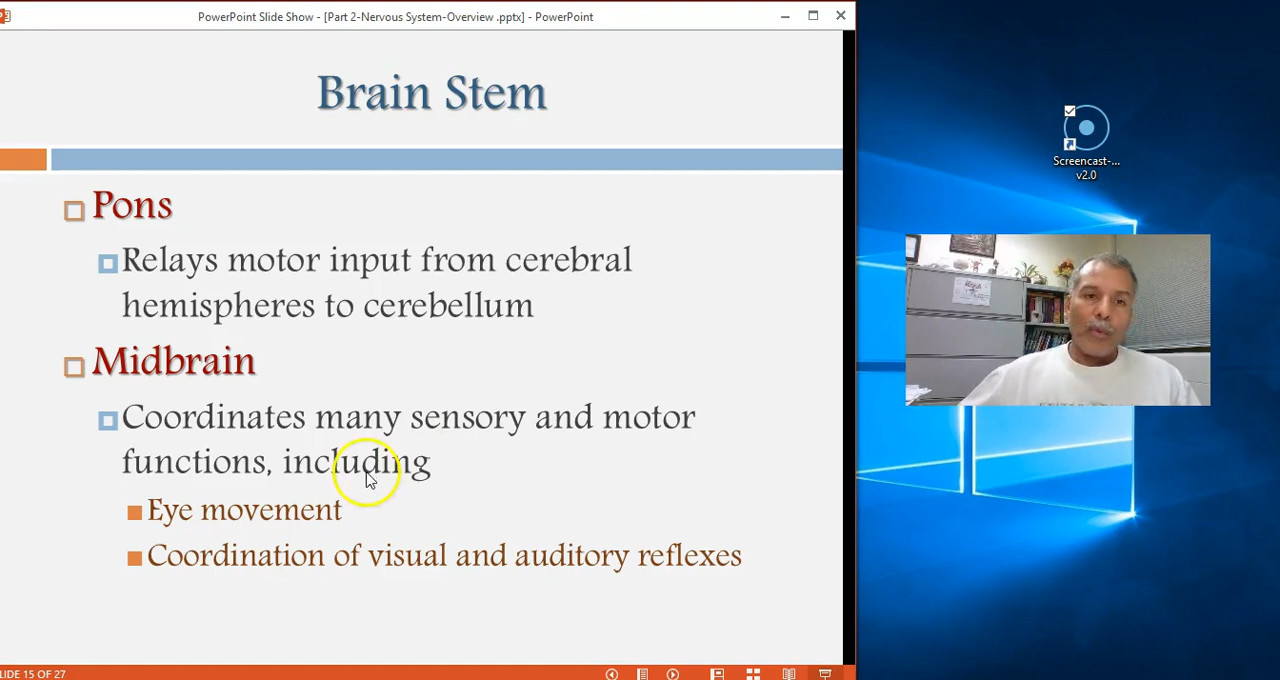 PowerPoint Slide Show - [Part 2-Nervous System-Overview .pptx] - PowerPoint
Brain Stem
Pons
Relays motor input from cerebral
hemispheres to cerebellum
Midbrain
Coordinates many sensory and motor
functions, including
Eye movement
Coordination of visual and auditory reflexes
LIDE 15 OF 27
Screencast-...
v2.0